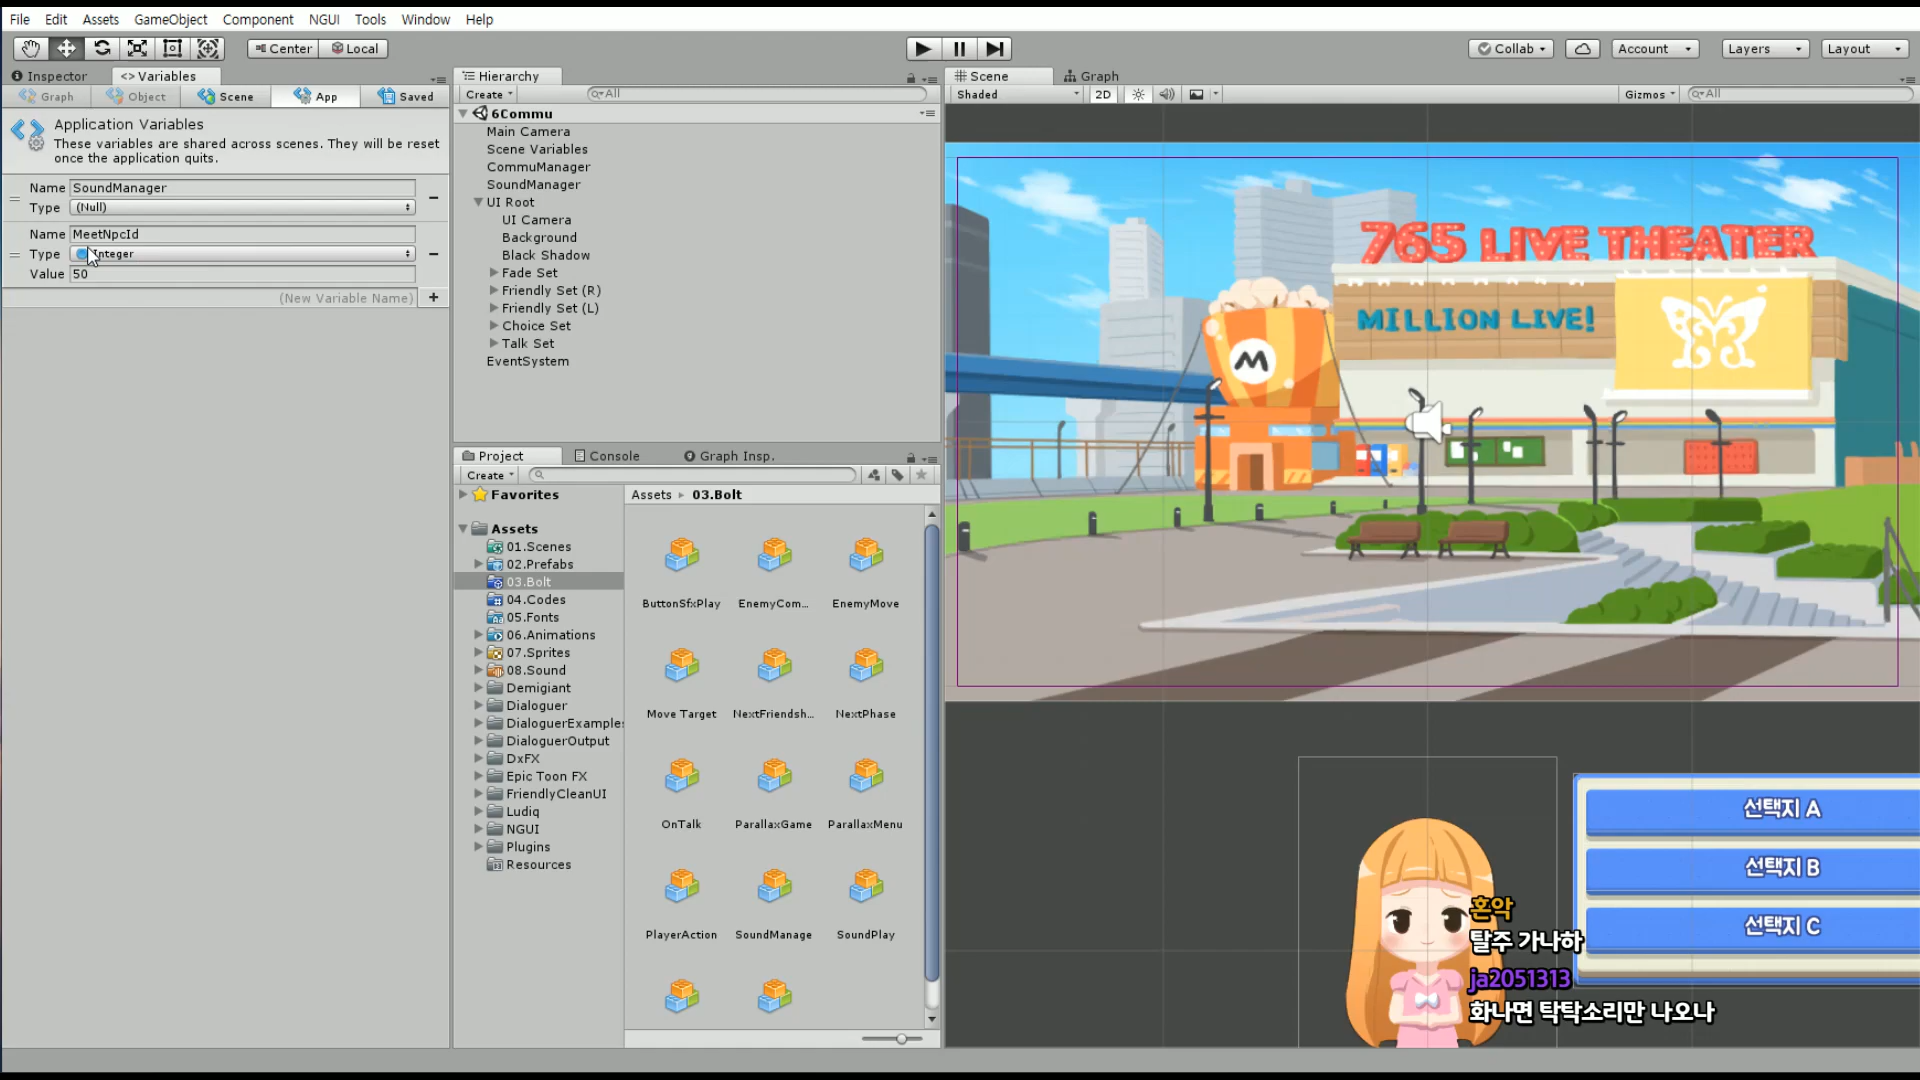 File Edit Assets GameObject Component NGUI Tools Window Help
Center Local
Collab Account Layers Layout
Inspector <> Variables
Graph Object Scene App Saved
Application Variables
These variables are shared across scenes. They will be reset
once the application quits.
Name SoundManager
Type (Null)
Name MeetNpcId
Type Integer
Value 50
(New Variable Name)
Hierarchy
Create All
6Commu
Main Camera
Scene Variables
CommuManager
SoundManager
UI Root
UI Camera
Background
Black Shadow
Fade Set
Friendly Set (R)
Friendly Set (L)
Choice Set
Talk Set
EventSystem
Project Console Graph Insp.
Create
Favorites
Assets
01.Scenes
02.Prefabs
03.Bolt
04.Codes
05.Fonts
06.Animations
07.Sprites
08.Sound
Demigiant
Dialoguer
DialoguerExamples
DialoguerOutput
DxFX
Epic Toon FX
FriendlyCleanUI
Ludiq
NGUI
Plugins
Resources
Assets ▸ 03.Bolt
ButtonSfxPlay EnemyCom... EnemyMove
Move Target NextFriendsh... NextPhase
OnTalk ParallaxGame ParallaxMenu
PlayerAction SoundManage SoundPlay
Scene Graph
Shaded 2D Gizmos All
765 LIVE THEATER
MILLION LIVE!
M
선택지 A
선택지 B
선택지 C
혼악
탈주 가나하
ja2051313
화나면 탁탁소리만 나오나